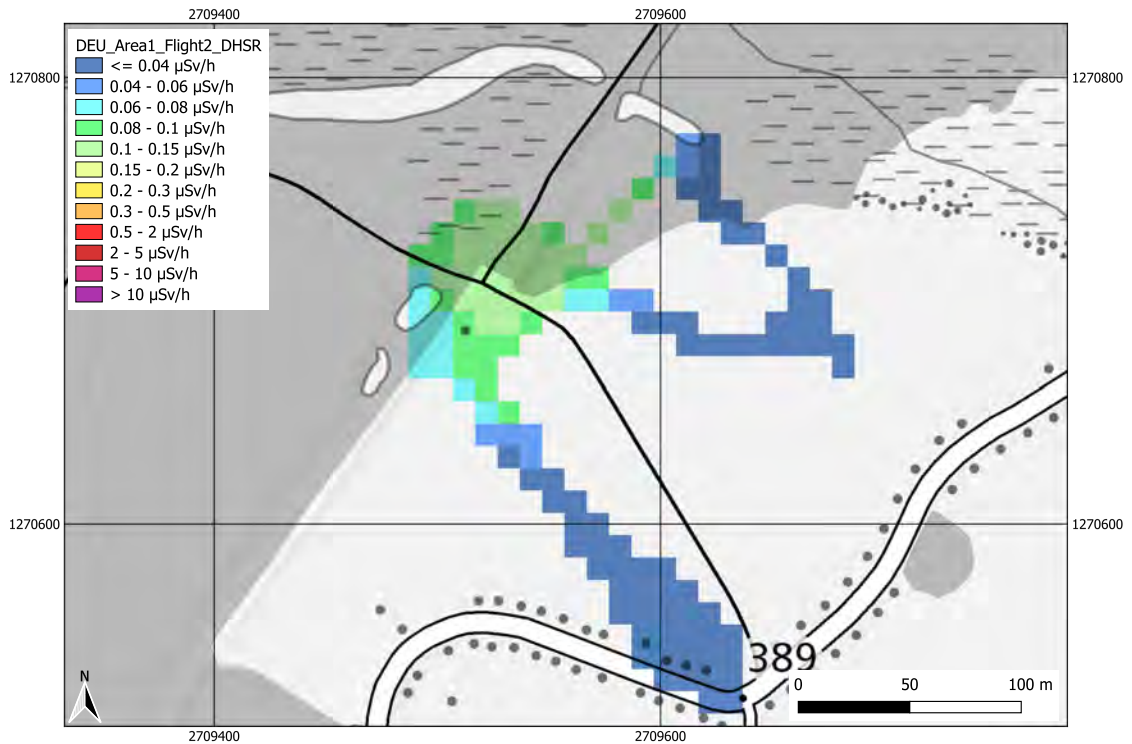 2709400 2709600
DEU_Area1_Flight2_DHSR
<= 0.04 µSv/h
0.04 - 0.06 µSv/h
0.06 - 0.08 µSv/h
0.08 - 0.1 µSv/h
0.1 - 0.15 µSv/h
0.15 - 0.2 µSv/h
0.2 - 0.3 µSv/h
0.3 - 0.5 µSv/h
0.5 - 2 µSv/h
2 - 5 µSv/h
5 - 10 µSv/h
> 10 µSv/h
1270800 1270800
1270600 1270600
389
N
0 50 100 m
2709400 2709600